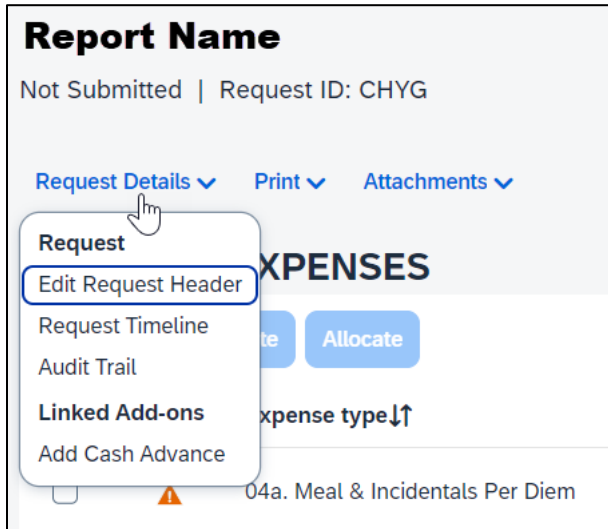 Report Name
Not Submitted | Request ID: CHYG
Request Details Print Attachments
Request
Edit Request Header
Request Timeline
Audit Trail
Linked Add-ons
Add Cash Advance
XPENSES
te Allocate
xpense type
04a. Meal & Incidentals Per Diem